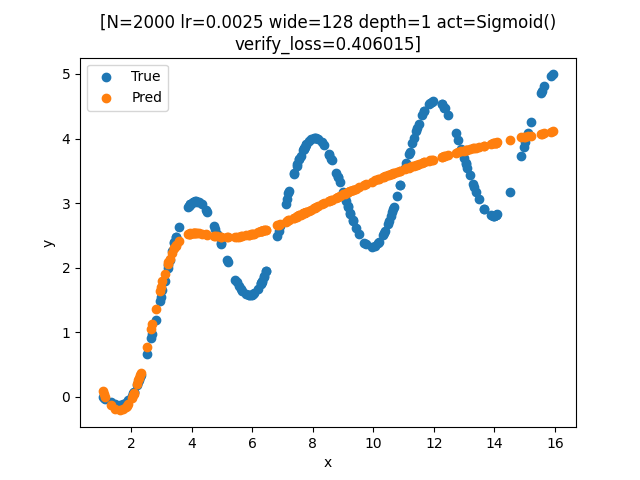 [N=2000 lr=0.0025 wide=128 depth=1 act=Sigmoid()
verify_loss=0.406015]
True
Pred
y
5
4
3
2
1
0
2 4 6 8 10 12 14 16
x